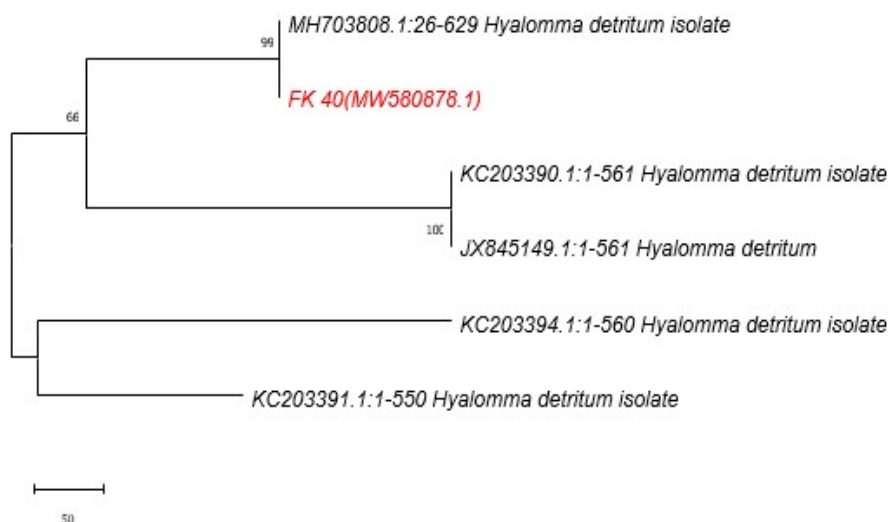 MH703808.1:26-629 Hyalomma detritum isolate
99
FK 40(MW580878.1)
66
KC203390.1:1-561 Hyalomma detritum isolate
100
JX845149.1:1-561 Hyalomma detritum
KC203394.1:1-560 Hyalomma detritum isolate
KC203391.1:1-550 Hyalomma detritum isolate
50